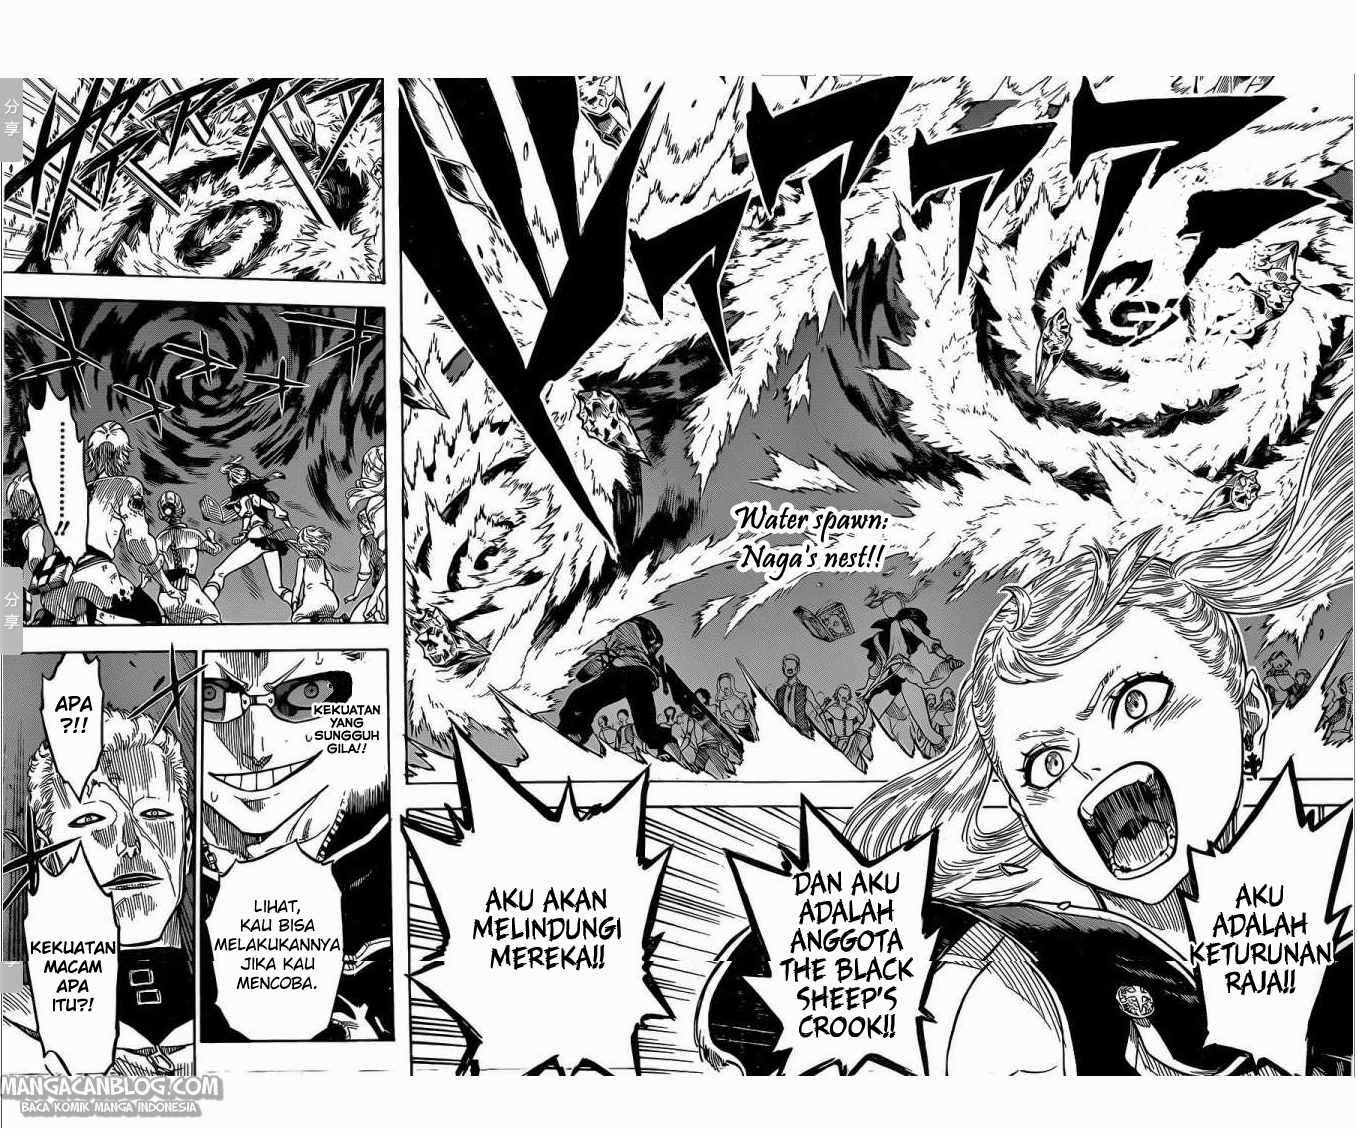 Water spawn:
Naga's nest!!
AKU
ADALAH
KETURUNAN
RAJA!!
DAN AKU
ADALAH
ANGGOTA
THE BLACK
SHEEP'S
CROOK!!
AKU AKAN
MELINDUNGI
MEREKA!!
..........!!
KEKUATAN
YANG
SUNGGUH
GILA!!
LIHAT,
KAU BISA
MELAKUKANNYA
JIKA KAU
MENCOBA.
APA
?!!
KEKUATAN
MACAM
APA
ITU?!
分
享
分
享
MANGACANBLOG.COM
BACA KOMIK MANGA INDONESIA